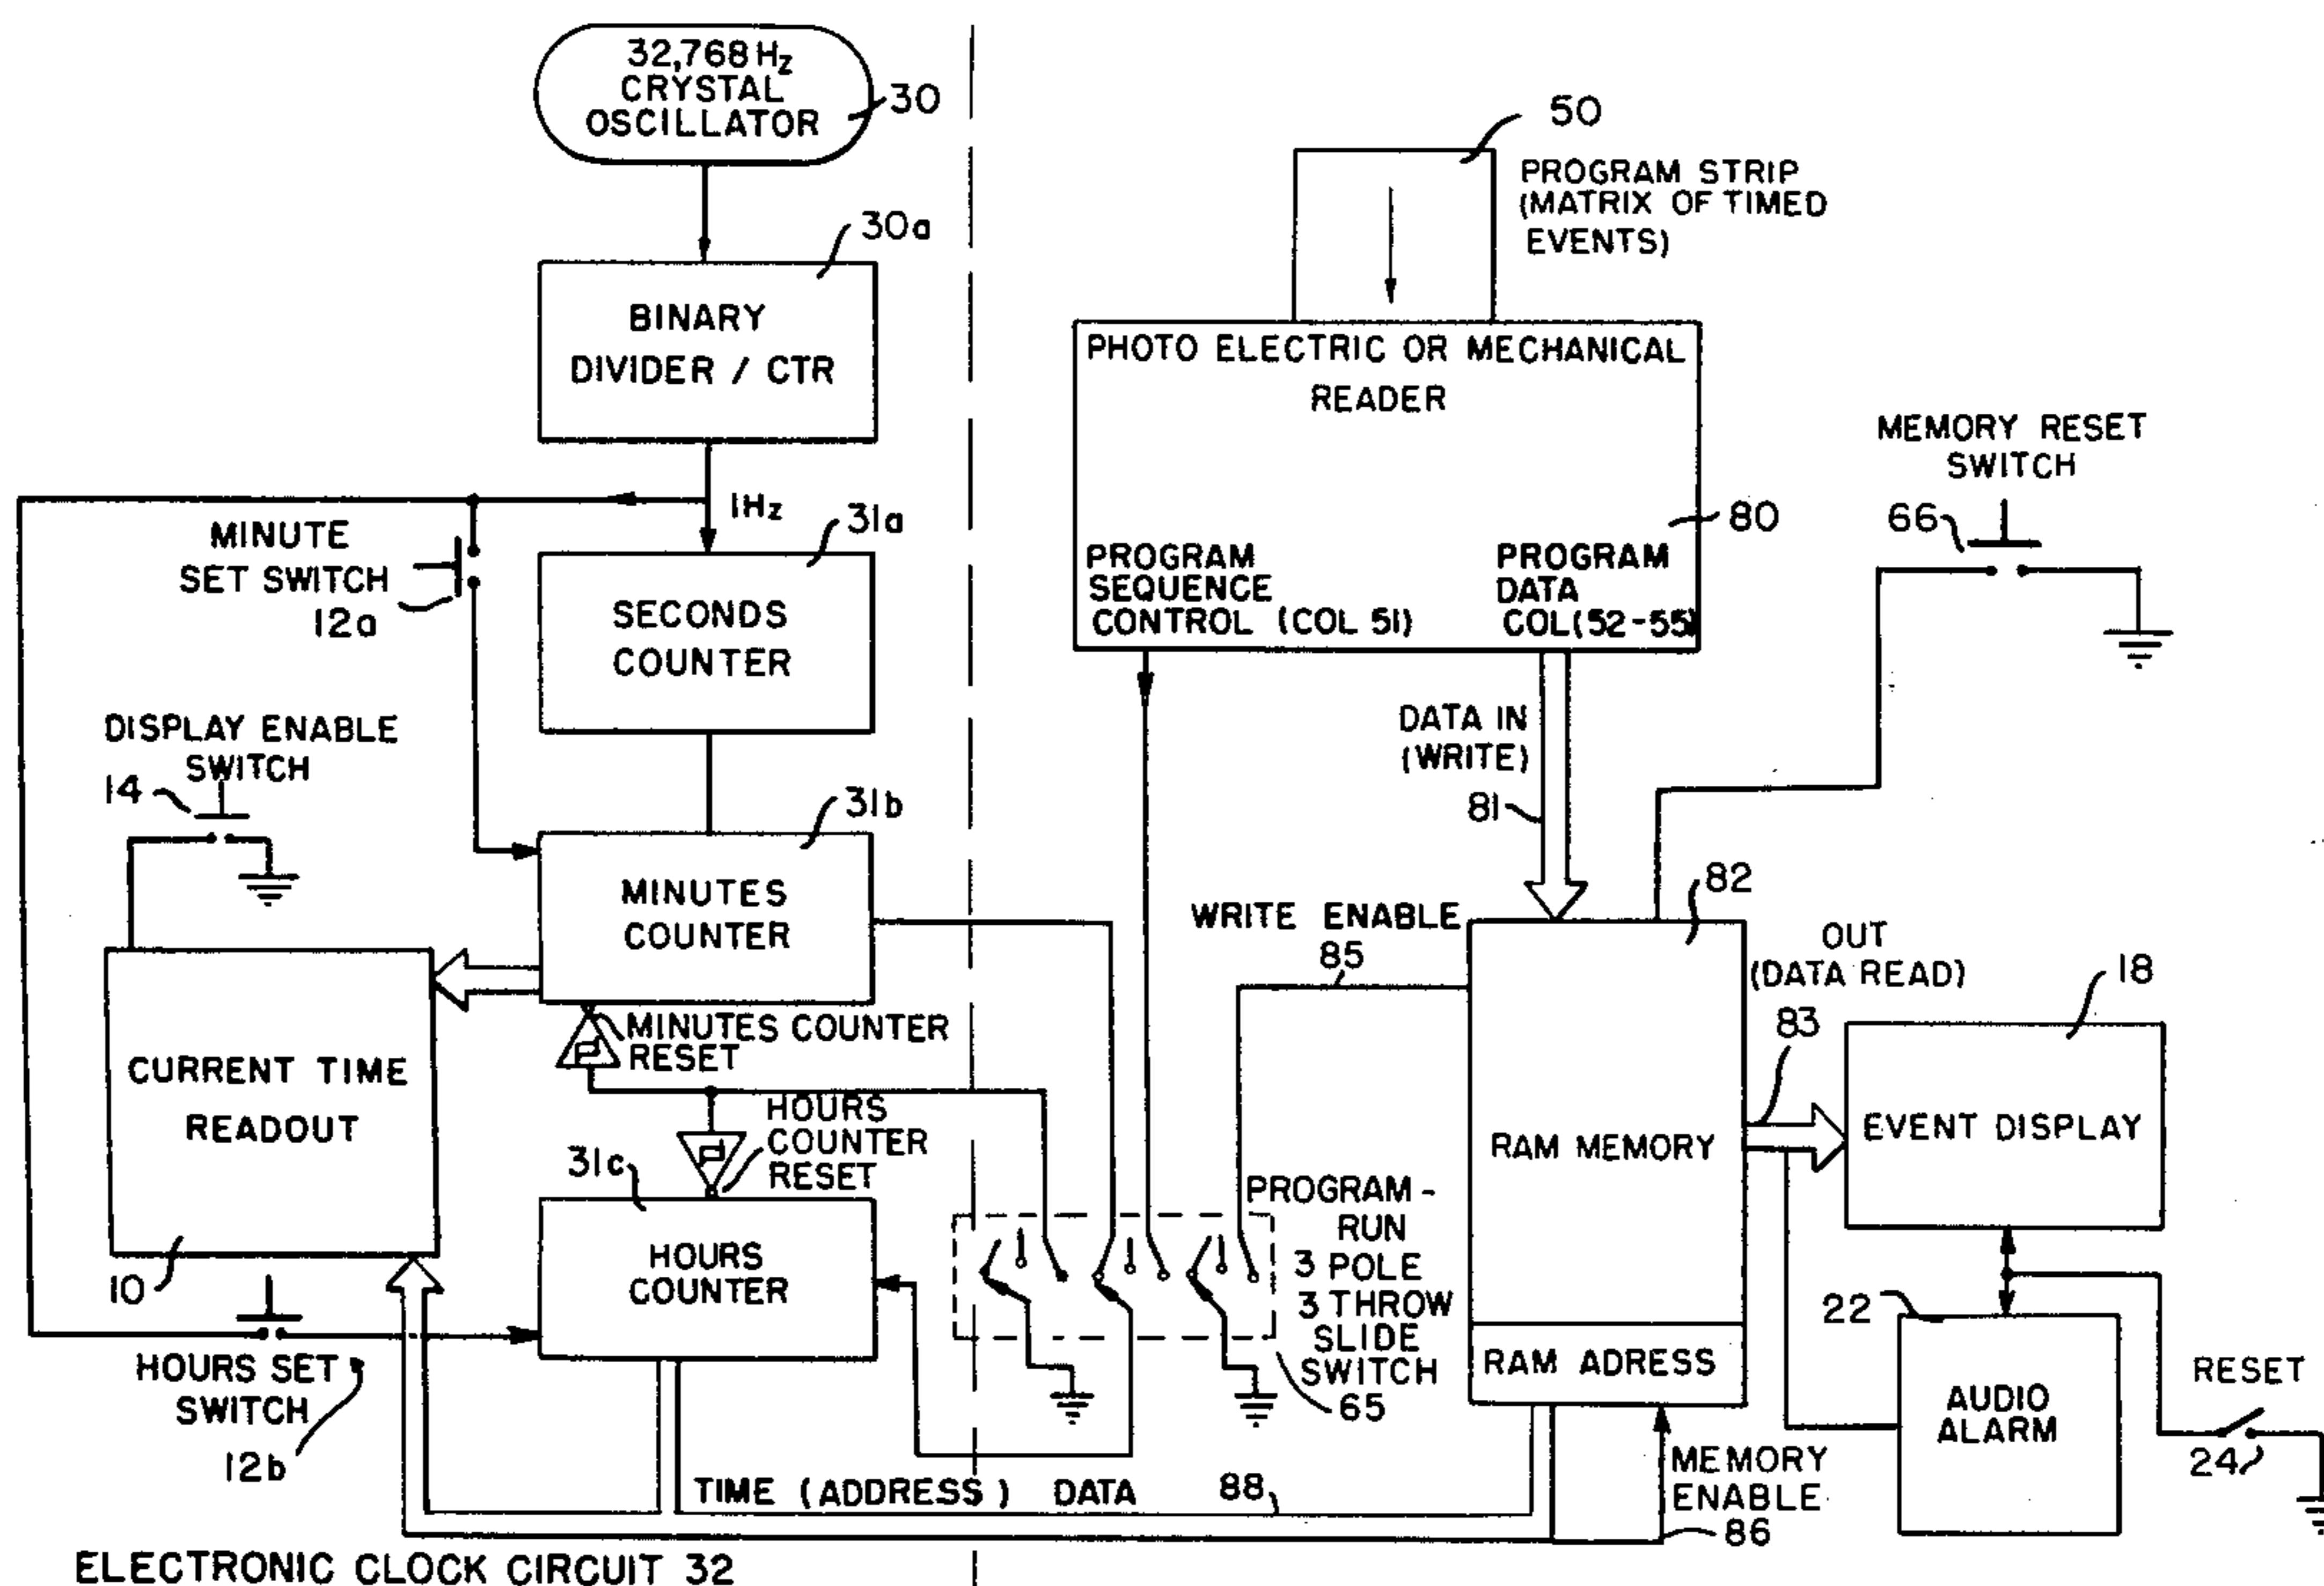 32,768 Hz
CRYSTAL
OSCILLATOR
30
30a
BINARY
DIVIDER / CTR
1Hz
MINUTE
SET SWITCH
12a
31a
SECONDS
COUNTER
DISPLAY ENABLE
SWITCH
14
31b
MINUTES
COUNTER
MINUTES COUNTER
RESET
CURRENT TIME
READOUT
10
HOURS
COUNTER
RESET
31c
HOURS
COUNTER
HOURS SET
SWITCH
12b
TIME (ADDRESS) DATA
88
ELECTRONIC CLOCK CIRCUIT 32
50
PROGRAM STRIP
(MATRIX OF TIMED
EVENTS)
PHOTO ELECTRIC OR MECHANICAL
READER
80
PROGRAM
SEQUENCE
CONTROL (COL 51)
PROGRAM
DATA
COL(52-55)
MEMORY RESET
SWITCH
66
DATA IN
(WRITE)
81
82
WRITE ENABLE
85
OUT
(DATA READ)
83
18
RAM MEMORY
EVENT DISPLAY
PROGRAM-
RUN
3 POLE
3 THROW
SLIDE
SWITCH
65
RAM ADRESS
22
AUDIO
ALARM
RESET
24
MEMORY
ENABLE
86